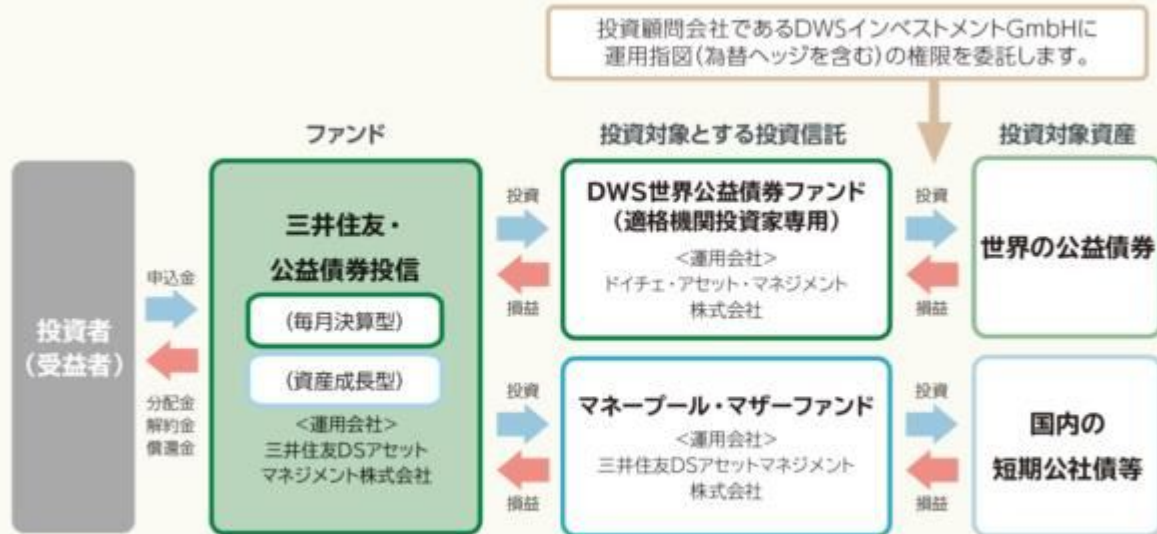 投資顧問会社であるDWSインベストメントGmbHに
運用指図(為替ヘッジを含む)の権限を委託します。
ファンド
投資対象とする投資信託
投資対象資産
投資者
(受益者)
申込金
分配金
解約金
償還金
三井住友・
公益債券投信
(毎月決算型)
(資産成長型)
<運用会社>
三井住友DSアセット
マネジメント株式会社
投資
損益
投資
損益
DWS世界公益債券ファンド
(適格機関投資家専用)
<運用会社>
ドイチェ・アセット・マネジメント
株式会社
マネープール・マザーファンド
<運用会社>
三井住友DSアセットマネジメント
株式会社
投資
損益
投資
損益
世界の公益債券
国内の
短期公社債等